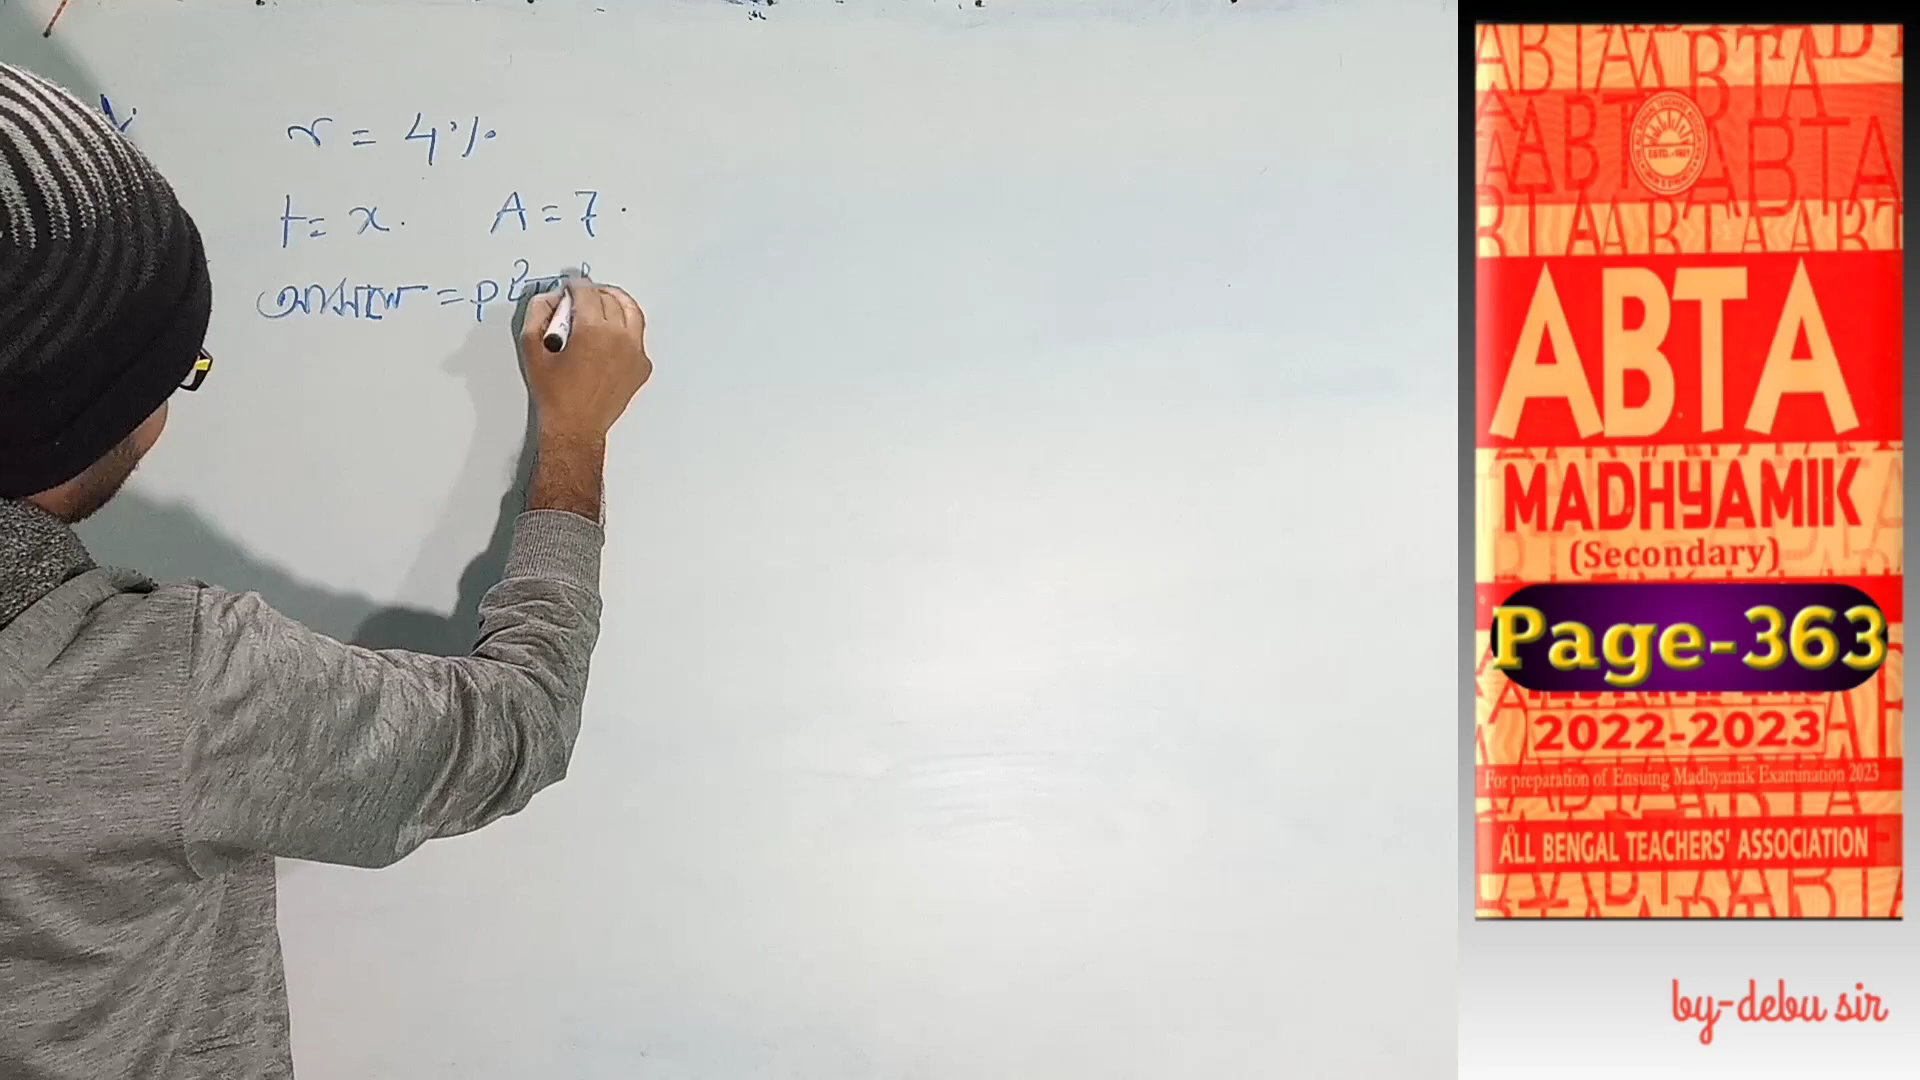 r = 4%
t = x. A = 7.
আসল = P
ABTA
MADHYAMIK
(Secondary)
Page-363
2022-2023
For preparation of Ensuing Madhyamik Examination 2023
ALL BENGAL TEACHERS' ASSOCIATION
by-debu sir